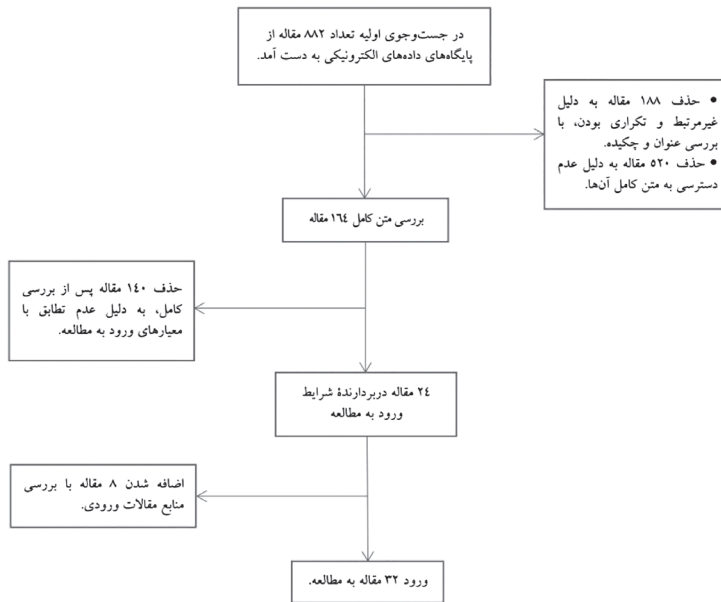 در جست‌وجوی اولیه تعداد ۸۸۲ مقاله از
پایگاه‌های داده‌های الکترونیکی به دست آمد.
• حذف ۱۸۸ مقاله به دلیل
غیرمرتبط و تکراری بودن، با
بررسی عنوان و چکیده.
• حذف ۵۲۰ مقاله به دلیل عدم
دسترسی به متن کامل آن‌ها.
بررسی متن کامل ۱۶٤ مقاله
حذف ۱٤۰ مقاله پس از بررسی
کامل، به دلیل عدم تطابق با
معیارهای ورود به مطالعه.
۲٤ مقاله دربردارندۀ شرایط
ورود به مطالعه
اضافه شدن ۸ مقاله با بررسی
منابع مقالات ورودی.
ورود ۳۲ مقاله به مطالعه.